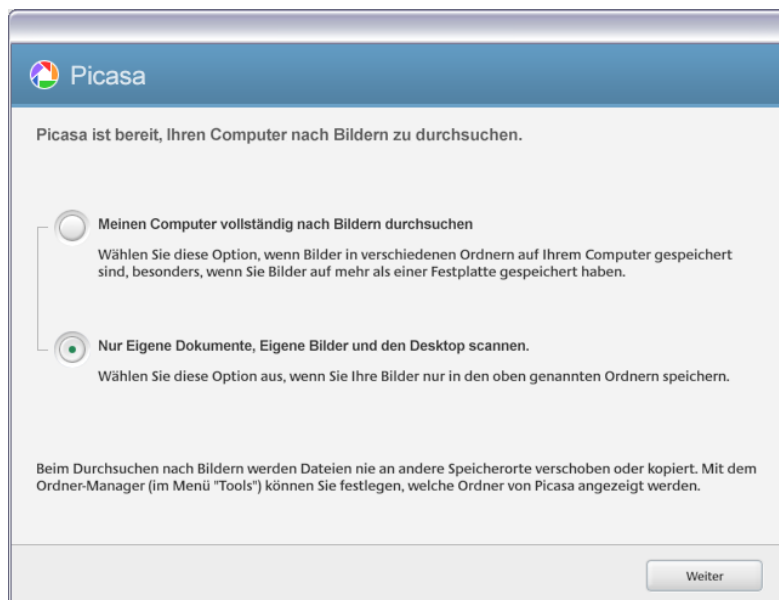 Picasa
Picasa ist bereit, Ihren Computer nach Bildern zu durchsuchen.
Meinen Computer vollständig nach Bildern durchsuchen
Wählen Sie diese Option, wenn Bilder in verschiedenen Ordnern auf Ihrem Computer gespeichert
sind, besonders, wenn Sie Bilder auf mehr als einer Festplatte gespeichert haben.
Nur Eigene Dokumente, Eigene Bilder und den Desktop scannen.
Wählen Sie diese Option aus, wenn Sie Ihre Bilder nur in den oben genannten Ordnern speichern.
Beim Durchsuchen nach Bildern werden Dateien nie an andere Speicherorte verschoben oder kopiert. Mit dem
Ordner-Manager (im Menü "Tools") können Sie festlegen, welche Ordner von Picasa angezeigt werden.
Weiter